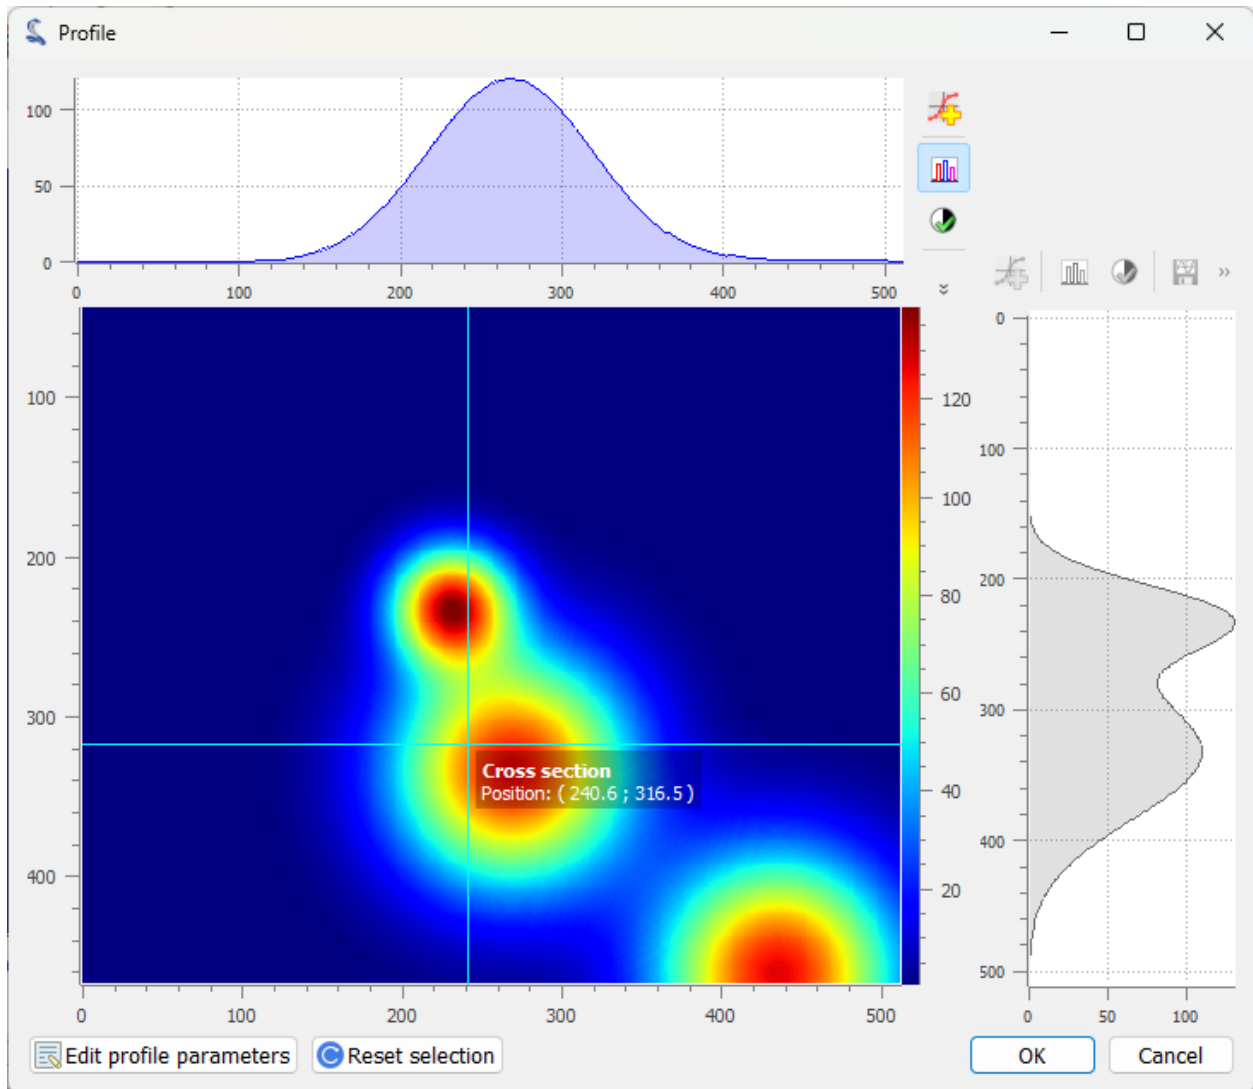 Profile
100
50
0
0 100 200 300 400 500
»
0
100
200
300
400
500
0 50 100
100
200
300
400
0 100 200 300 400 500
120
100
80
60
40
20
Cross section
Position: ( 240.6 ; 316.5 )
Edit profile parameters
Reset selection
OK
Cancel